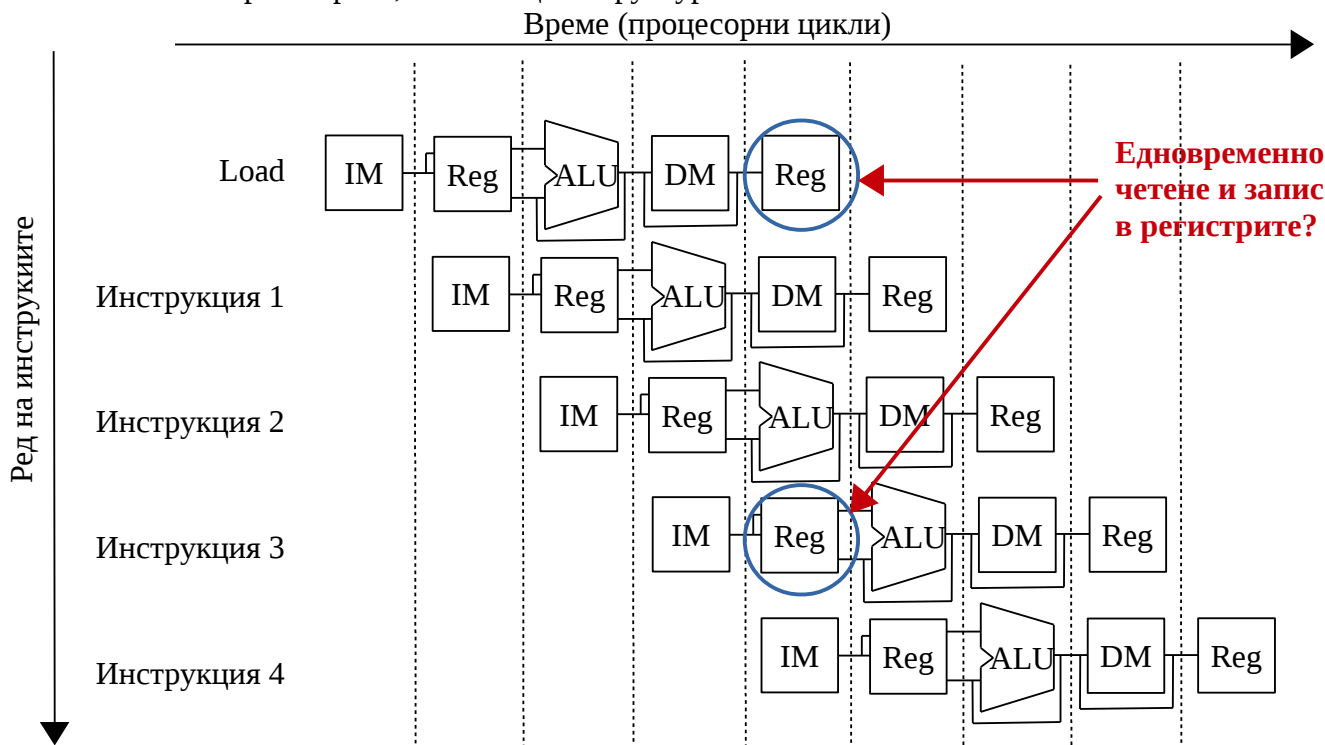 Време (процесорни цикли)
Ред на инструкиите
Load
IM
Reg
ALU
DM
Reg
Едновременно
четене и запис
в регистрите?
Инструкция 1
IM
Reg
ALU
DM
Reg
Инструкция 2
IM
Reg
ALU
DM
Reg
Инструкция 3
IM
Reg
ALU
DM
Reg
Инструкция 4
IM
Reg
ALU
DM
Reg